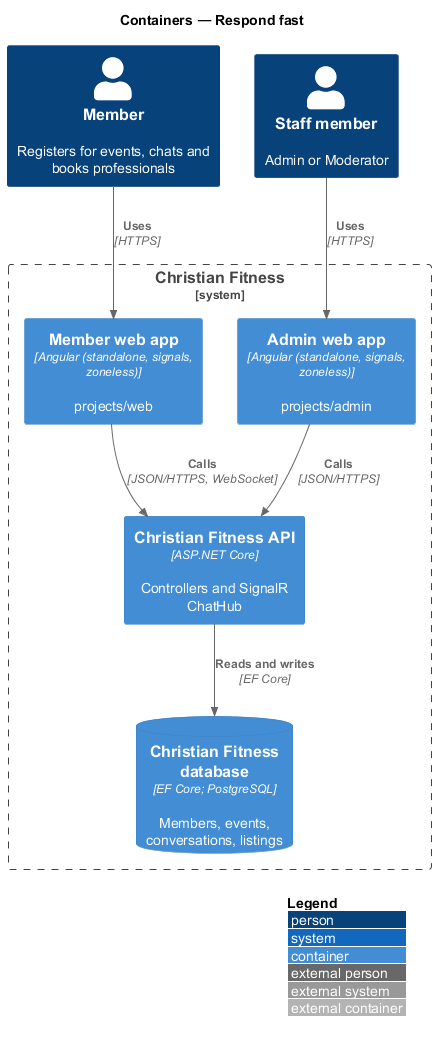 Containers — Respond fast
Member
Registers for events, chats and
books professionals
Staff member
Admin or Moderator
Uses
[HTTPS]
Uses
[HTTPS]
Christian Fitness
[system]
Member web app
[Angular (standalone, signals,
zoneless)]
projects/web
Admin web app
[Angular (standalone, signals,
zoneless)]
projects/admin
Calls
[JSON/HTTPS, WebSocket]
Calls
[JSON/HTTPS]
Christian Fitness API
[ASP.NET Core]
Controllers and SignalR
ChatHub
Reads and writes
[EF Core]
Christian Fitness
database
[EF Core; PostgreSQL]
Members, events,
conversations, listings
Legend
person
system
container
external person
external system
external container